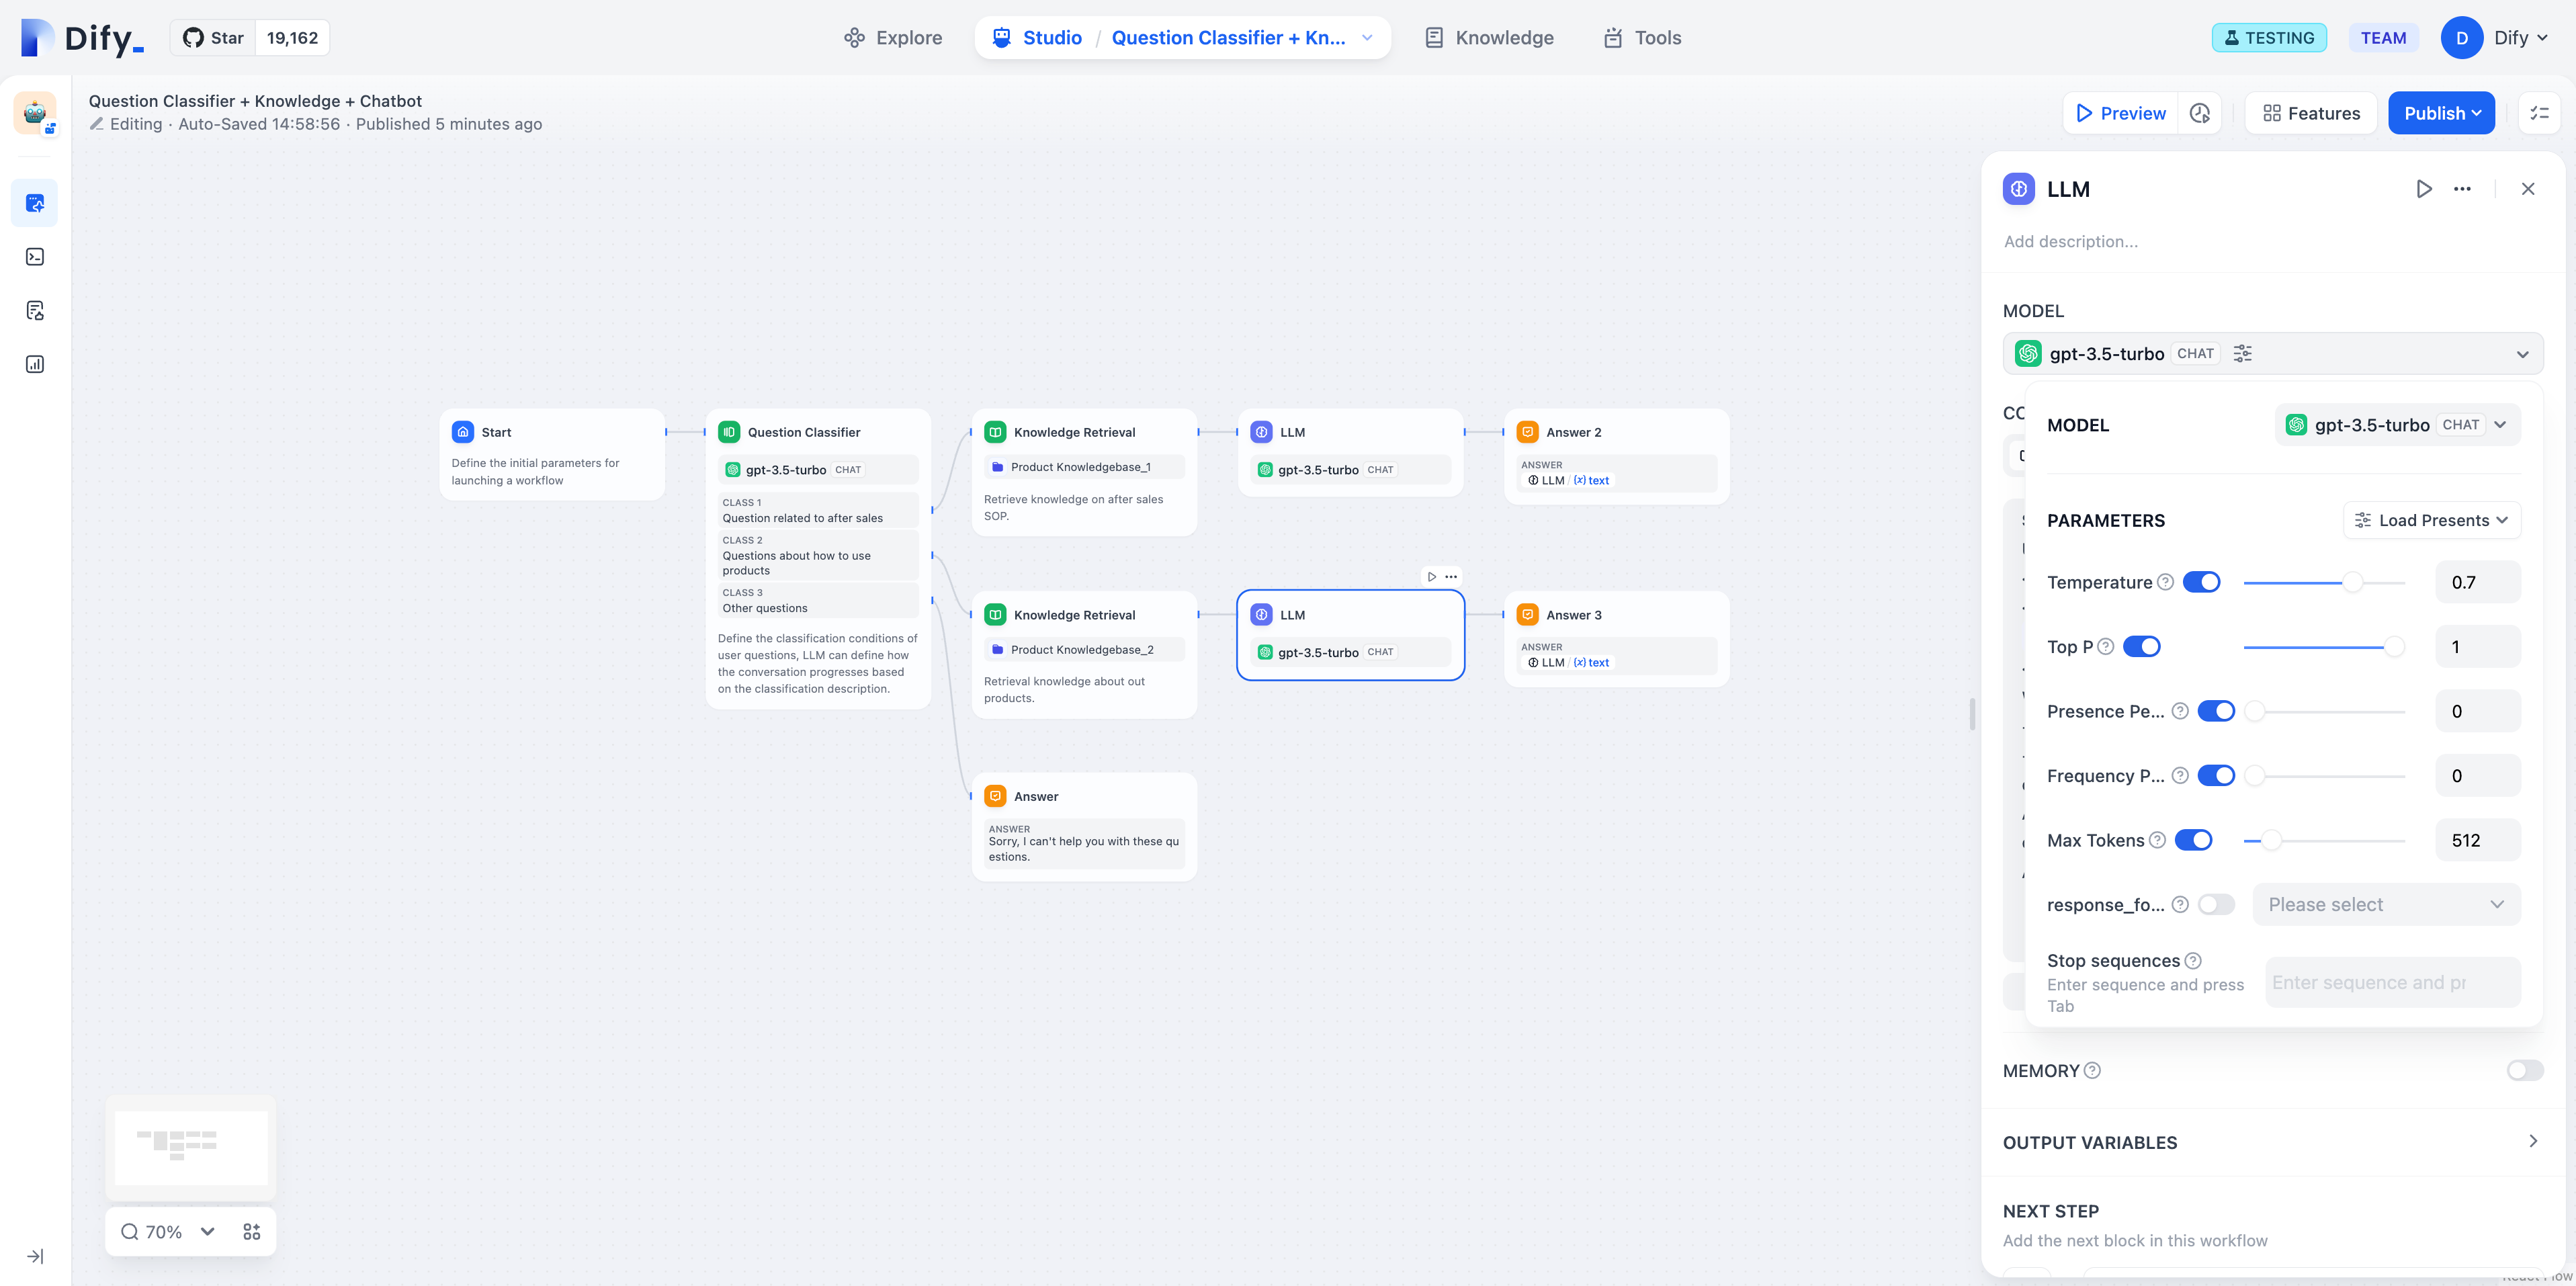 Dify_
Star 19,162
Explore
Studio / Question Classifier + Kn...
Knowledge
Tools
TESTING
TEAM
D Dify
Question Classifier + Knowledge + Chatbot
Editing · Auto-Saved 14:58:56 · Published 5 minutes ago
Preview
Features
Publish
Start
Define the initial parameters for
launching a workflow
Question Classifier
gpt-3.5-turbo CHAT
CLASS 1
Question related to after sales
CLASS 2
Questions about how to use
products
CLASS 3
Other questions
Define the classification conditions of
user questions, LLM can define how
the conversation progresses based
on the classification description.
Knowledge Retrieval
Product Knowledgebase_1
Retrieve knowledge on after sales
SOP.
LLM
gpt-3.5-turbo CHAT
Answer 2
ANSWER
LLM / (x) text
Knowledge Retrieval
Product Knowledgebase_2
Retrieval knowledge about out
products.
LLM
gpt-3.5-turbo CHAT
Answer 3
ANSWER
LLM / (x) text
Answer
ANSWER
Sorry, I can't help you with these qu
estions.
70%
LLM
Add description...
MODEL
gpt-3.5-turbo CHAT
CO
MODEL
gpt-3.5-turbo CHAT
PARAMETERS
Load Presents
Temperature 0.7
Top P 1
Presence Pe... 0
Frequency P... 0
Max Tokens 512
response_fo... Please select
Stop sequences
Enter sequence and press
Tab
Enter sequence and pr
MEMORY
OUTPUT VARIABLES
NEXT STEP
Add the next block in this workflow
React Flow